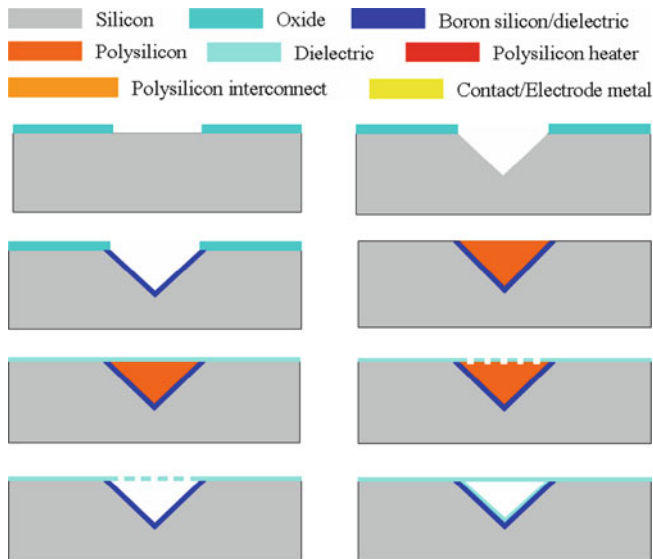 Silicon Oxide Boron silicon/dielectric
Polysilicon Dielectric Polysilicon heater
Polysilicon interconnect Contact/Electrode metal